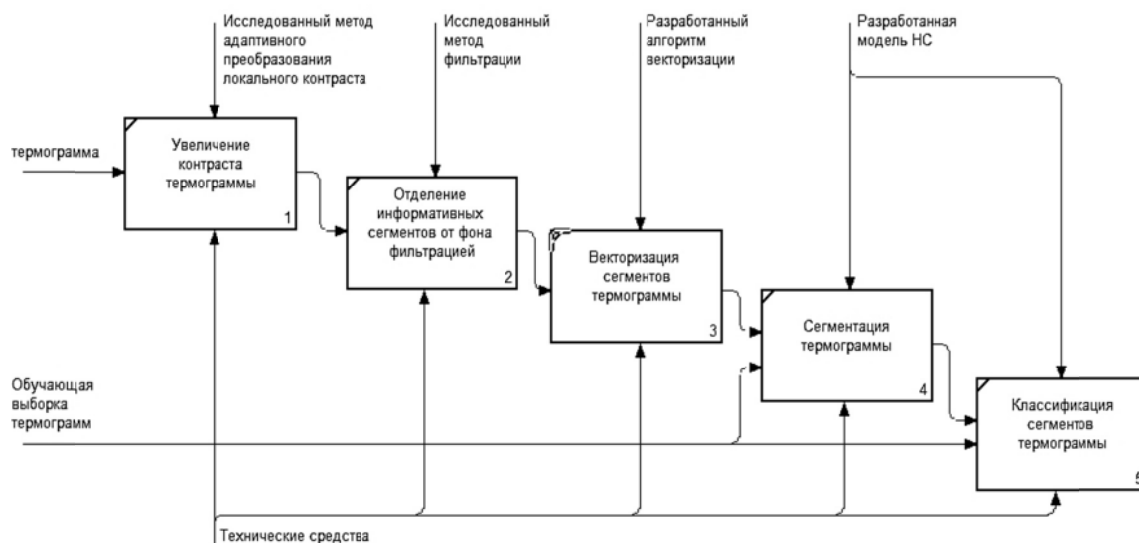 Исследованный метод
адаптивного
преобразования
локального контраста
Исследованный
метод
фильтрации
Разработанный
алгоритм
векторизации
Разработанная
модель НС
термограмма
Увеличение
контраста
термограммы
1
Отделение
информативных
сегментов от фона
фильтрацией
2
Векторизация
сегментов
термограммы
3
Сегментация
термограммы
4
Обучающая
выборка
термограмм
Классификация
сегментов
термограммы
5
Технические средства